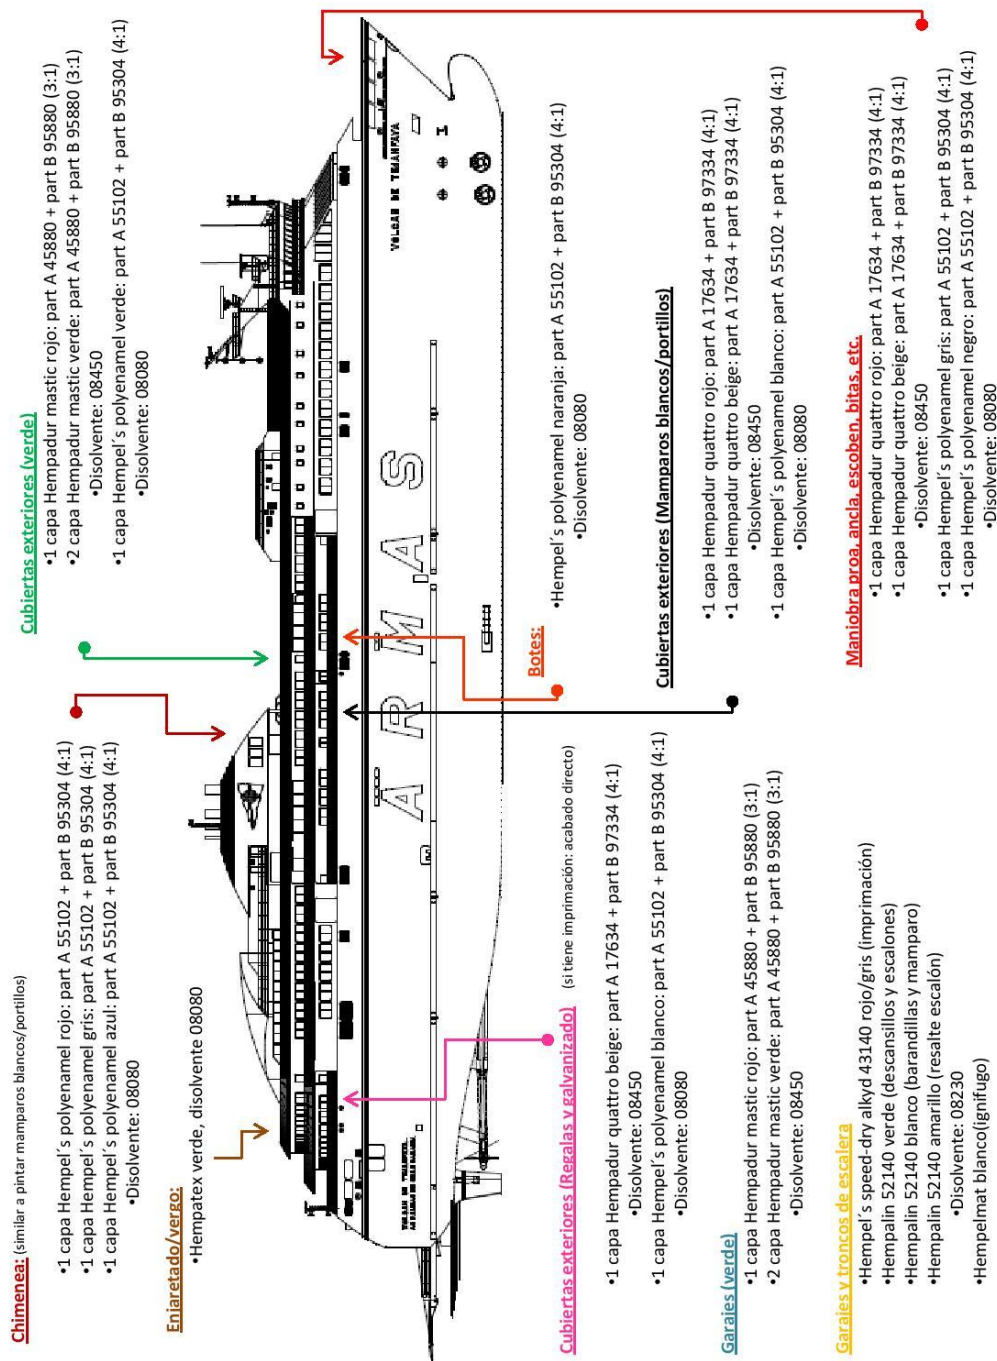 Chimenea: (similar a pintar mamparos blancos/portillos)
•1 capa Hempel´s polyenamel rojo: part A 55102 + part B 95304 (4:1)
•1 capa Hempel´s polyenamel gris: part A 55102 + part B 95304 (4:1)
•1 capa Hempel´s polyenamel azul: part A 55102 + part B 95304 (4:1)
•Disolvente: 08080
Cubiertas exteriores (verde)
•1 capa Hempadur mastic rojo: part A 45880 + part B 95880 (3:1)
•2 capa Hempadur mastic verde: part A 45880 + part B 95880 (3:1)
•Disolvente: 08450
•1 capa Hempel´s polyenamel verde: part A 55102 + part B 95304 (4:1)
•Disolvente: 08080
Enjaretado/vergo:
•Hempatex verde, disolvente 08080
VOLCAN DE TIMANFAYA
ARMAS
VOLCAN DE TIMANFAYA
LAS PALMAS DE GRAN CANARIA
Cubiertas exteriores (Regalas y galvanizado) (si tiene imprimación: acabado directo)
•1 capa Hempadur quattro beige: part A 17634 + part B 97334 (4:1)
•Disolvente: 08450
•1 capa Hempel´s polyenamel blanco: part A 55102 + part B 95304 (4:1)
•Disolvente: 08080
Botes:
•Hempel´s polyenamel naranja: part A 55102 + part B 95304 (4:1)
•Disolvente: 08080
Garajes (verde)
•1 capa Hempadur mastic rojo: part A 45880 + part B 95880 (3:1)
•2 capa Hempadur mastic verde: part A 45880 + part B 95880 (3:1)
•Disolvente: 08450
Cubiertas exteriores (Mamparos blancos/portillos)
•1 capa Hempadur quattro rojo: part A 17634 + part B 97334 (4:1)
•1 capa Hempadur quattro beige: part A 17634 + part B 97334 (4:1)
•Disolvente: 08450
•1 capa Hempel´s polyenamel blanco: part A 55102 + part B 95304 (4:1)
•Disolvente: 08080
Garajes y troncos de escalera
•Hempel´s speed-dry alkyd 43140 rojo/gris (imprimación)
•Hempalin 52140 verde (descansillos y escalones)
•Hempalin 52140 blanco (barandillas y mamparo)
•Hempalin 52140 amarillo (resalte escalón)
•Disolvente: 08230
•Hempelmat blanco(ignífugo)
Maniobra proa, ancla, escoben, bitas, etc.
•1 capa Hempadur quattro rojo: part A 17634 + part B 97334 (4:1)
•1 capa Hempadur quattro beige: part A 17634 + part B 97334 (4:1)
•Disolvente: 08450
•1 capa Hempel´s polyenamel gris: part A 55102 + part B 95304 (4:1)
•1 capa Hempel´s polyenamel negro: part A 55102 + part B 95304 (4:1)
•Disolvente: 08080